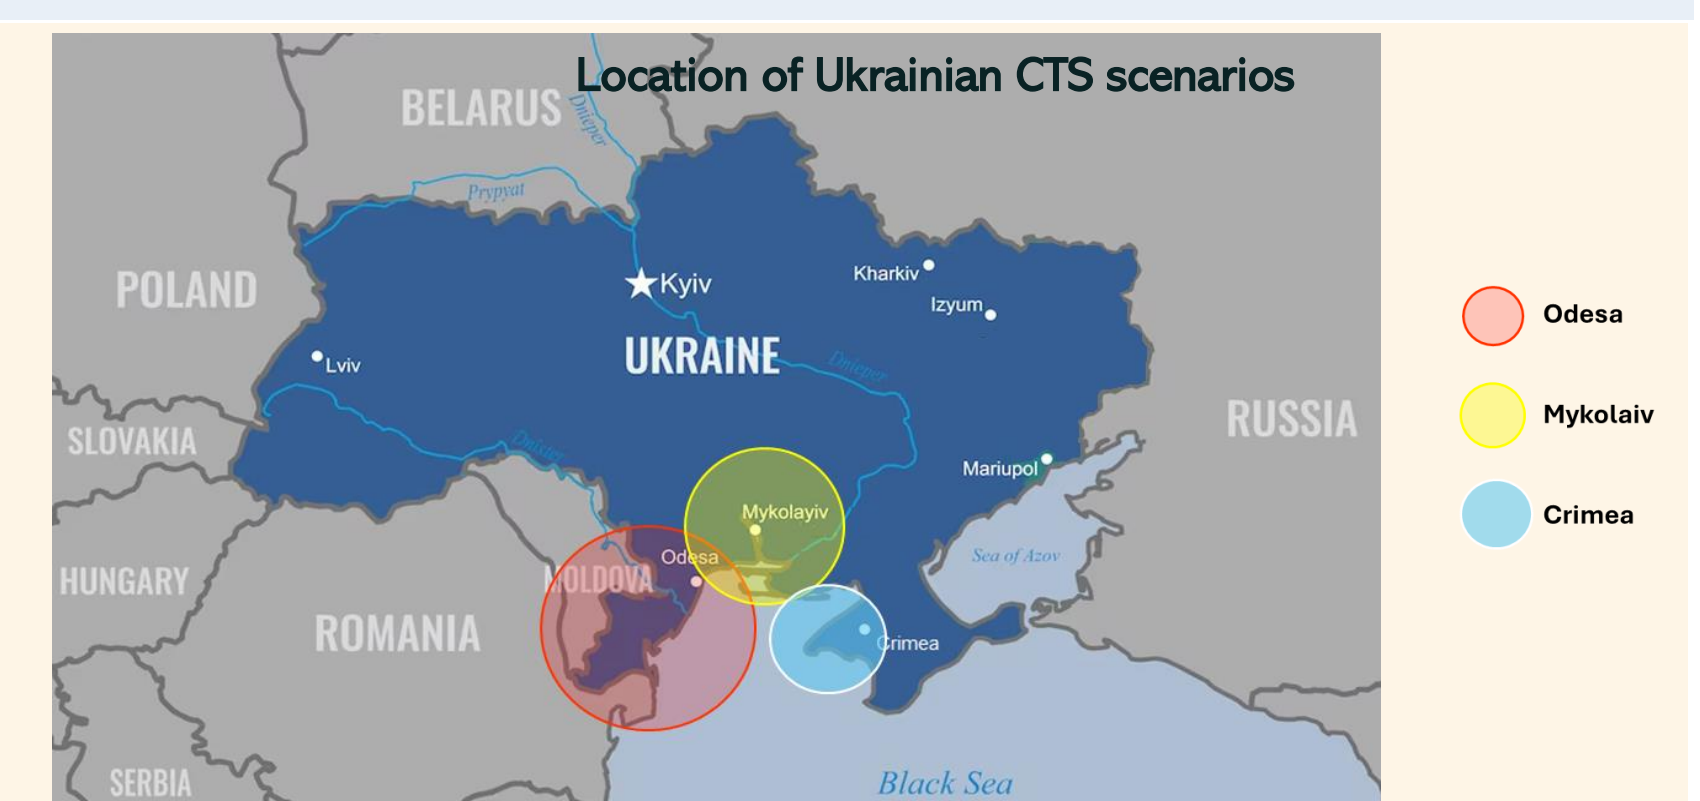 Location of Ukrainian CTS scenarios
BELARUS
Dnieper
Prypyat
POLAND
Kyiv
Kharkiv
Izyum
UKRAINE
Lviv
Dnieper
RUSSIA
SLOVAKIA
Dnister
Mariupol
Mykolayiv
Odesa
Sea of Azov
MOLDOVA
HUNGARY
ROMANIA
Crimea
SERBIA
Black Sea
Odesa
Mykolaiv
Crimea